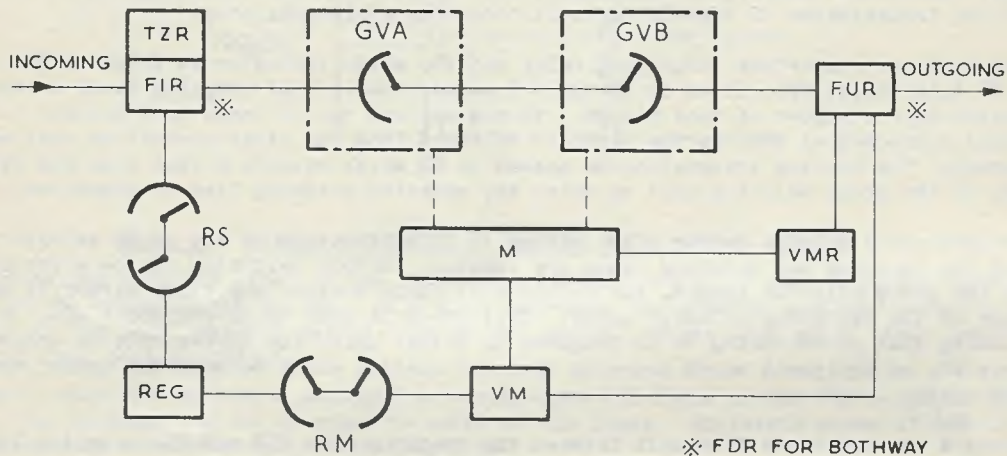 TZR
GVA
GVB
INCOMING
FIR
※
FUR
OUTGOING
※
RS
M
VMR
REG
RM
VM
※ FDR FOR BOTHWAY